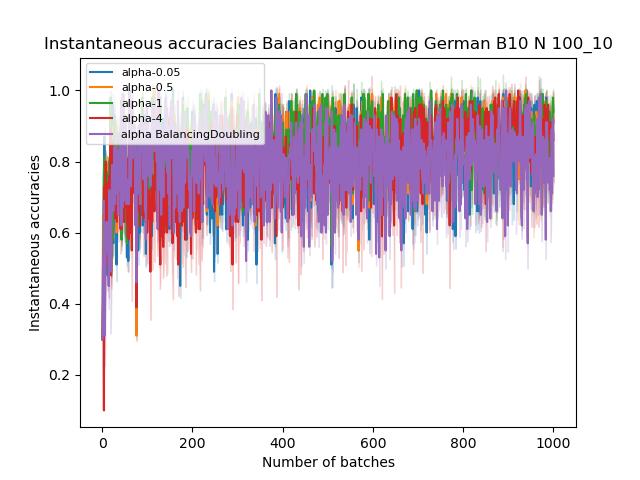 Instantaneous accuracies BalancingDoubling German B10 N 100_10
alpha-0.05
alpha-0.5
alpha-1
alpha-4
alpha BalancingDoubling
Instantaneous accuracies
1.0
0.8
0.6
0.4
0.2
0
200
400
600
800
1000
Number of batches